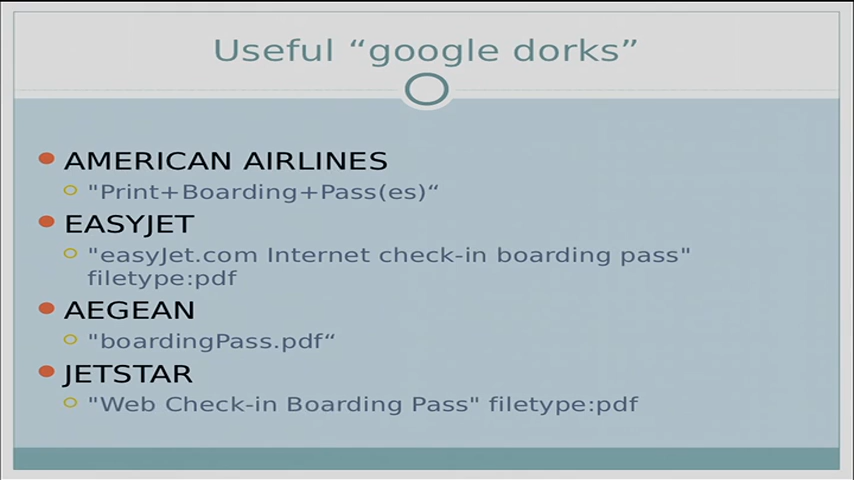 Useful “google dorks”
AMERICAN AIRLINES
"Print+Boarding+Pass(es)“
EASYJET
"easyJet.com Internet check-in boarding pass"
filetype:pdf
AEGEAN
"boardingPass.pdf“
JETSTAR
"Web Check-in Boarding Pass" filetype:pdf